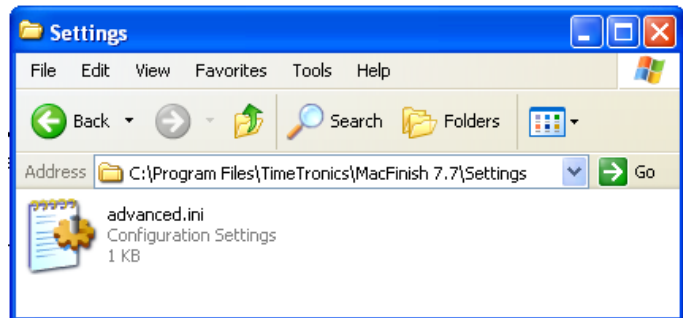 Settings
File Edit View Favorites Tools Help
Back Search Folders
Address C:\Program Files\TimeTronics\MacFinish 7.7\Settings Go
advanced.ini
Configuration Settings
1 KB